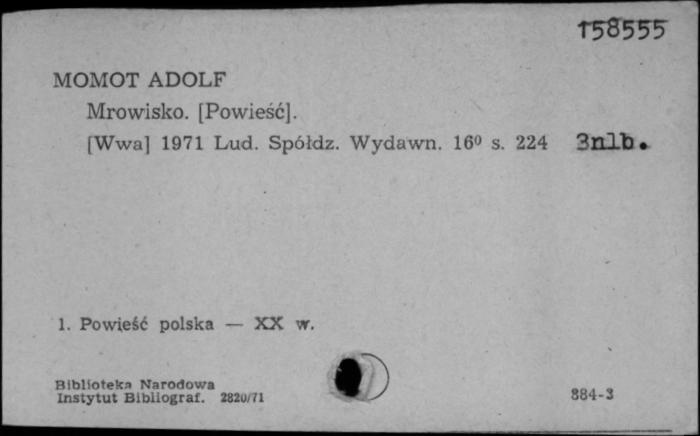 158555
MOMOT ADOLF
Mrowisko. [Powieść].
[Wwa] 1971 Lud. Spółdz. Wydawn. 16⁰ s. 224 3nlb.
1. Powieść polska — XX w.
Biblioteka Narodowa
Instytut Bibliograf. 2820/71
884-3